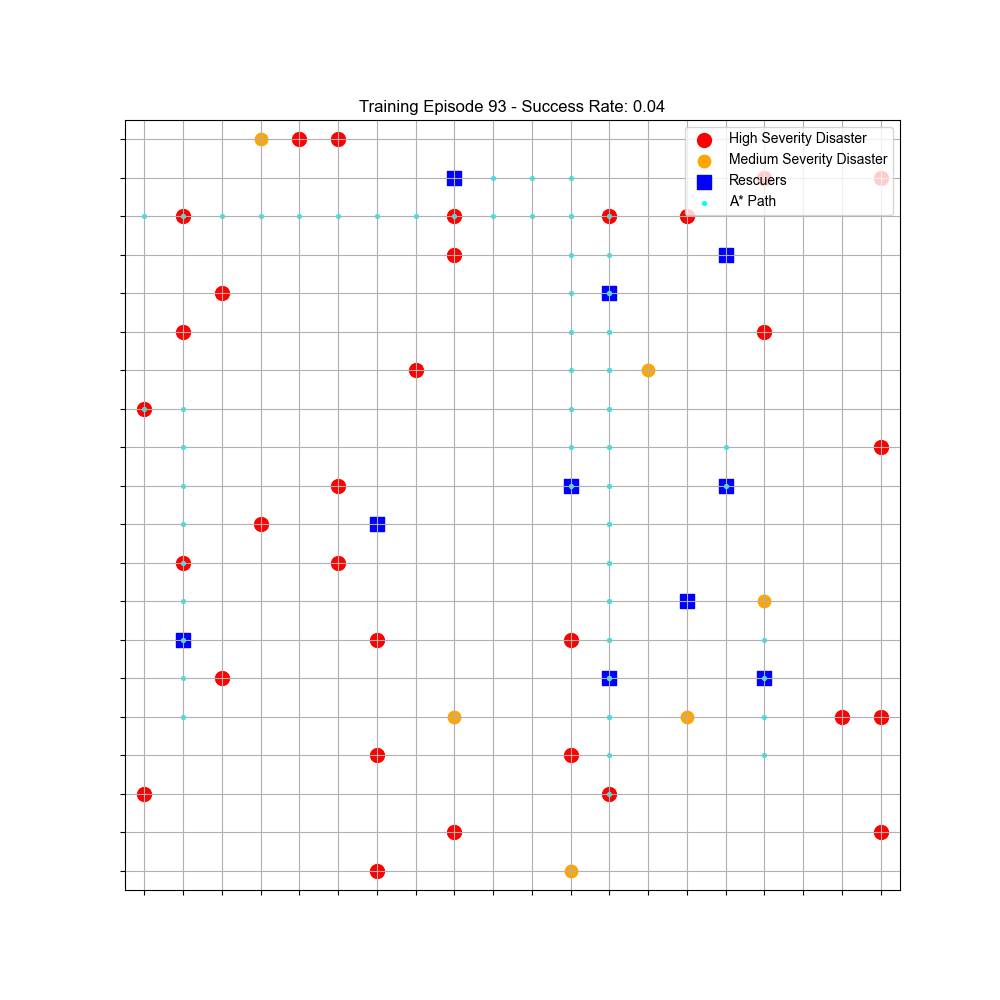 Training Episode 93 - Success Rate: 0.04
High Severity Disaster
Medium Severity Disaster
Rescuers
A* Path